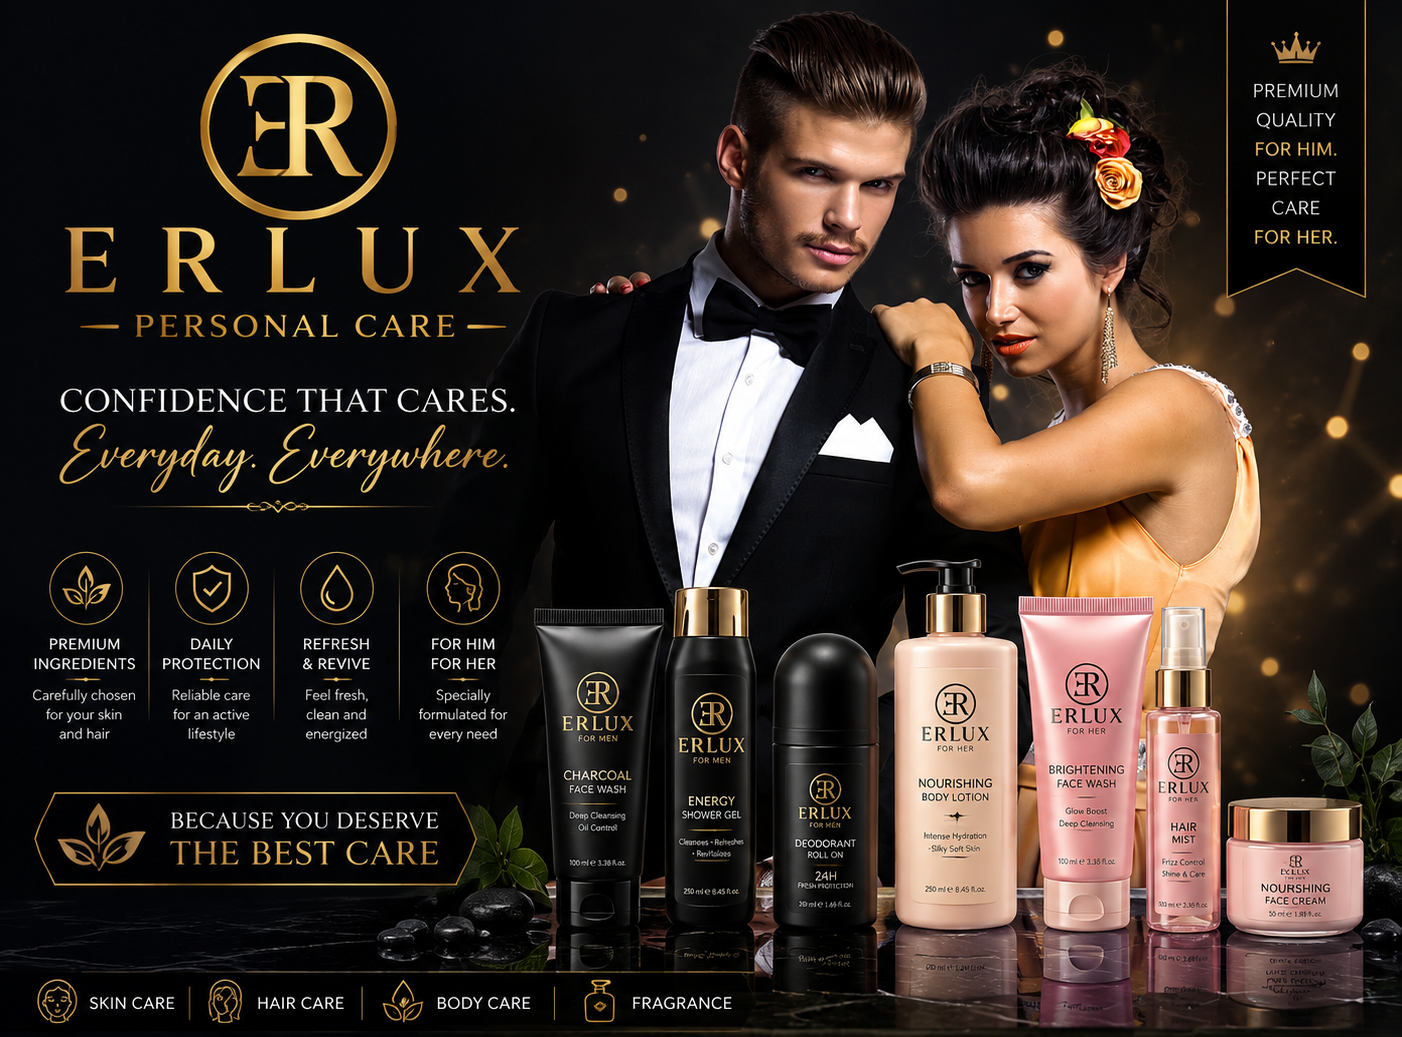 ER
ERLUX
PERSONAL CARE
CONFIDENCE THAT CARES.
Everyday. Everywhere.
PREMIUM
INGREDIENTS
Carefully chosen
for your skin
and hair
DAILY
PROTECTION
Reliable care
for an active
lifestyle
REFRESH
& REVIVE
Feel fresh,
clean and
energized
FOR HIM
FOR HER
Specially
formulated for
every need
BECAUSE YOU DESERVE
THE BEST CARE
SKIN CARE
HAIR CARE
BODY CARE
FRAGRANCE
PREMIUM
QUALITY
FOR HIM.
PERFECT
CARE
FOR HER.
ER
ERLUX
FOR MEN
CHARCOAL
FACE WASH
Deep Cleansing
Oil Control
100 ml e 3.38 fl.oz.
ER
ERLUX
FOR MEN
ENERGY
SHOWER GEL
Cleanses • Refreshes
• Revitalizes
250 ml e 8.45 fl.oz.
ER
ERLUX
FOR MEN
DEODORANT
ROLL ON
24H
FRESH PROTECTION
ER
ERLUX
FOR HER
NOURISHING
BODY LOTION
Intense Hydration
-Silky Soft Skin
250 ml e 8.45 fl.oz.
ER
ERLUX
FOR HER
BRIGHTENING
FACE WASH
Glow Boost
Deep Cleansing
100 ml e 3.38 fl.oz.
ER
ERLUX
FOR HER
HAIR
MIST
Frizz Control
Shine & Care
ER
ERLUX
NOURSHING
FACE CREAM